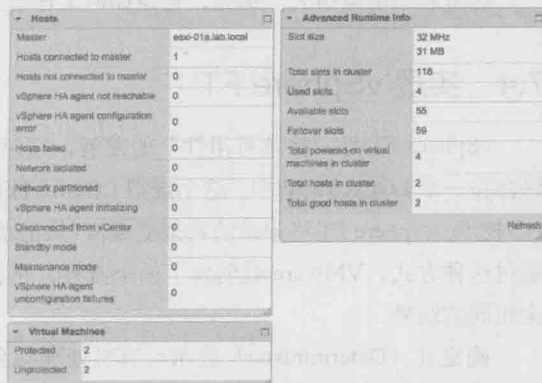 Hosts
Master esxi-01a.lab.local
Hosts connected to master 1
Hosts not connected to master 0
vSphere HA agent not reachable 0
vSphere HA agent configuration error 0
Hosts failed 0
Network isolated 0
Network partitioned 0
vSphere HA agent initializing 0
Disconnected from vCenter 0
Standby mode 0
Maintenance mode 0
vSphere HA agent unconfiguration failures 0
Virtual Machines
Protected 2
Unprotected 2
Advanced Runtime Info
Slot size 32 MHz
31 MB
Total slots in cluster 118
Used slots 4
Available slots 55
Failover slots 59
Total powered-on virtual machines in cluster 4
Total hosts in cluster 2
Total good hosts in cluster 2
Refresh